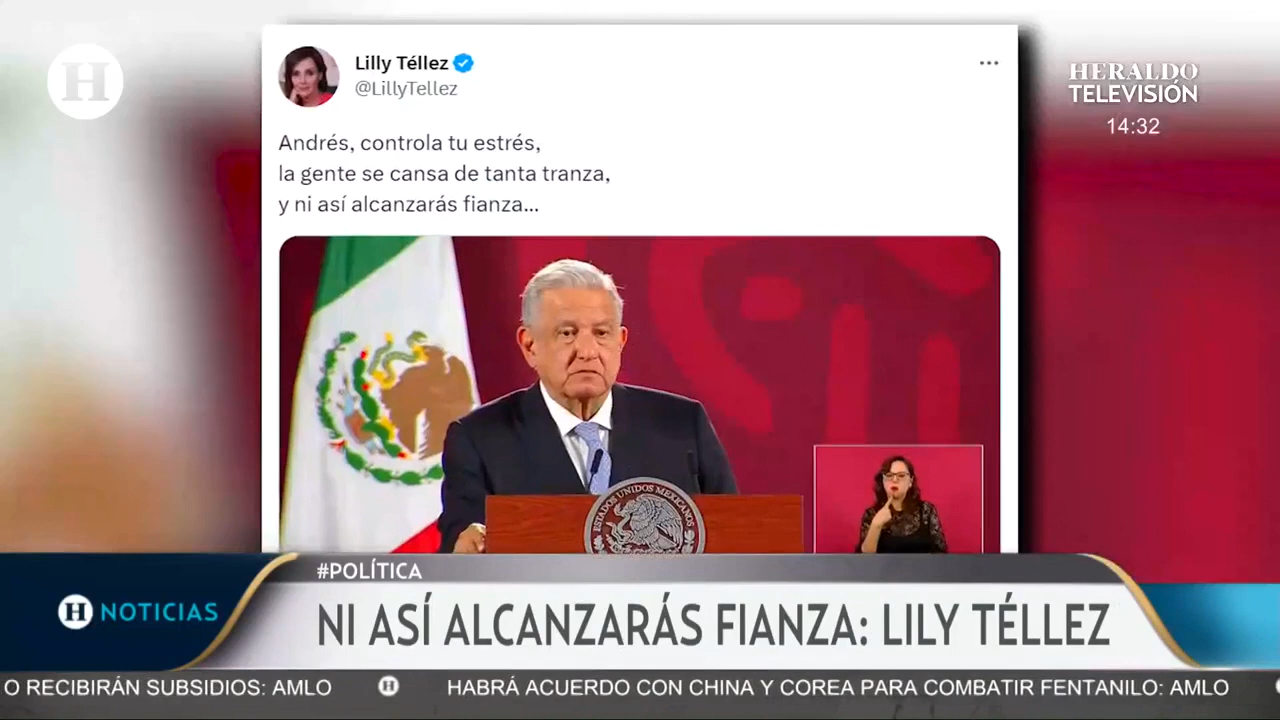 H
HERALDO
TELEVISIÓN
14:32
Lilly Téllez
@LillyTellez
Andrés, controla tu estrés,
la gente se cansa de tanta tranza,
y ni así alcanzarás fianza...
ESTADOS UNIDOS MEXICANOS
#POLÍTICA
H NOTICIAS
NI ASÍ ALCANZARÁS FIANZA: LILY TÉLLEZ
O RECIBIRÁN SUBSIDIOS: AMLO H HABRÁ ACUERDO CON CHINA Y COREA PARA COMBATIR FENTANILO: AMLO